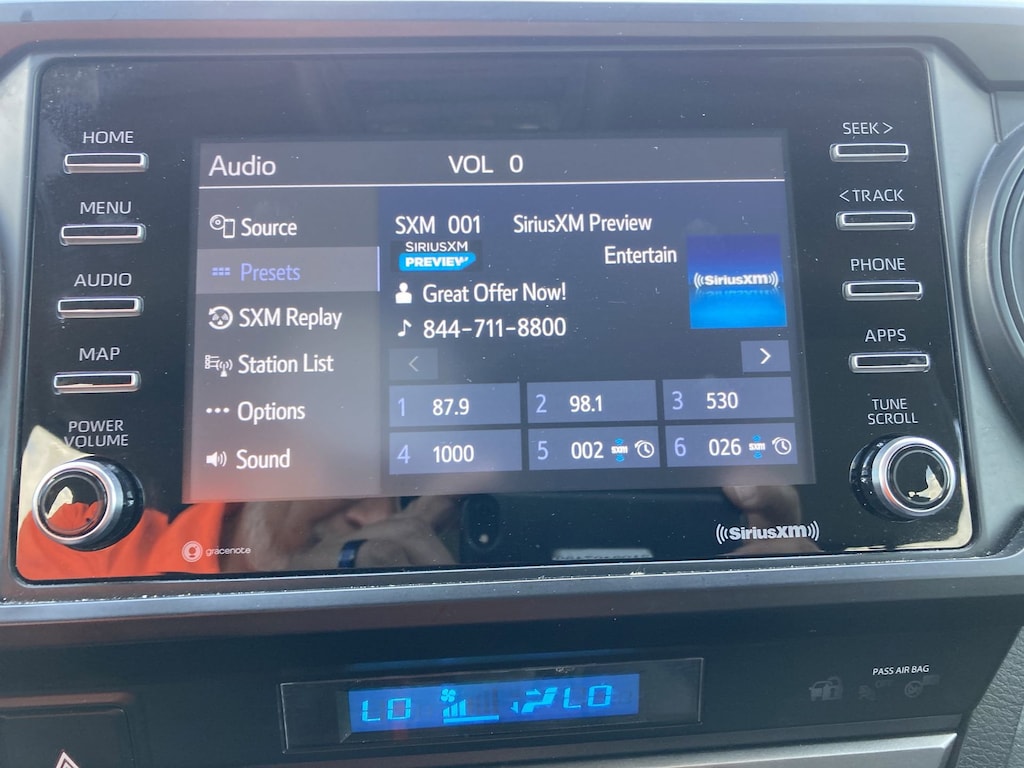 HOME
MENU
AUDIO
MAP
POWER
VOLUME
Audio VOL 0
Source
Presets
SXM Replay
Station List
Options
Sound
SXM 001 SiriusXM Preview
SIRIUSXM
PREVIEW
Entertain
Great Offer Now!
844-711-8800
SiriusXM
< >
1 87.9
2 98.1
3 530
4 1000
5 002 SXM
6 026 SXM
SEEK >
< TRACK
PHONE
APPS
TUNE
SCROLL
gracenote
SiriusXM
LO LO
PASS AIR BAG